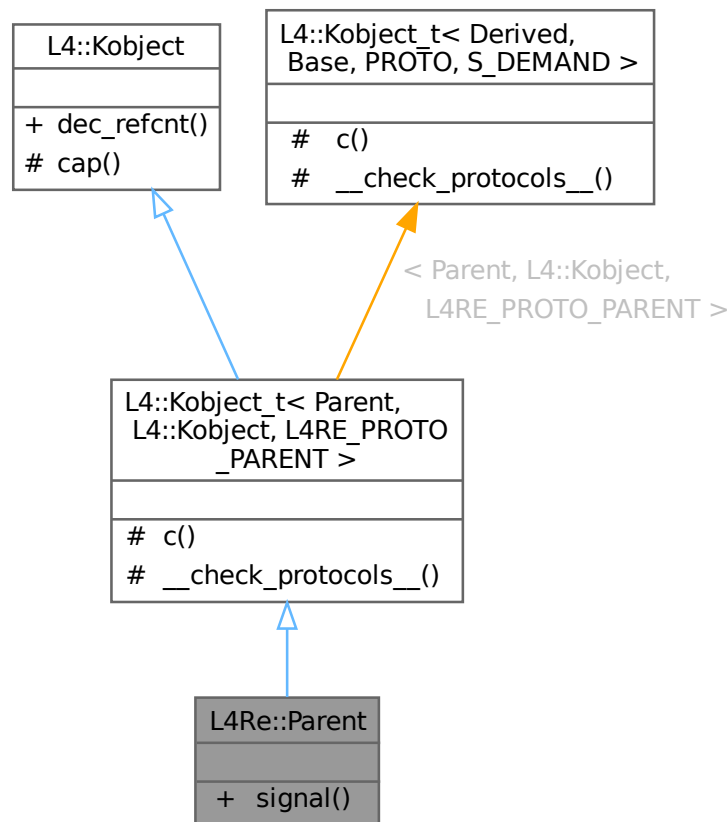 L4::Kobject
+ dec_refcnt()
# cap()
L4::Kobject_t< Derived,
Base, PROTO, S_DEMAND >
# c()
# __check_protocols__()
< Parent, L4::Kobject,
L4RE_PROTO_PARENT >
L4::Kobject_t< Parent,
L4::Kobject, L4RE_PROTO
_PARENT >
# c()
# __check_protocols__()
L4Re::Parent
+ signal()